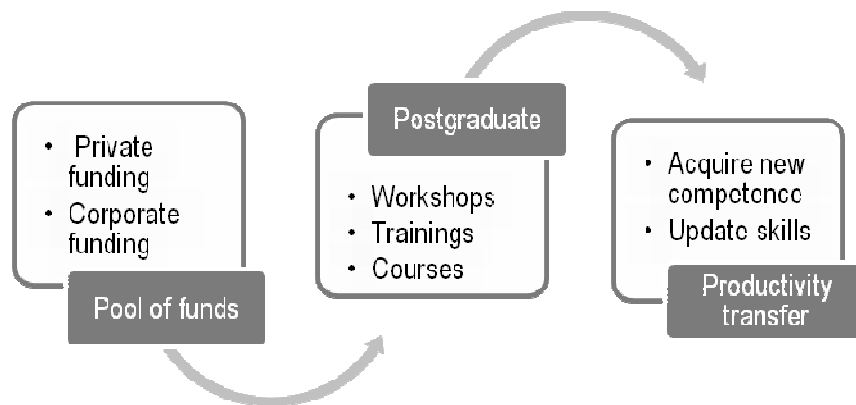 • Private
funding
• Corporate
funding
Pool of funds
Postgraduate
• Workshops
• Trainings
• Courses
• Acquire new
competence
• Update skills
Productivity
transfer